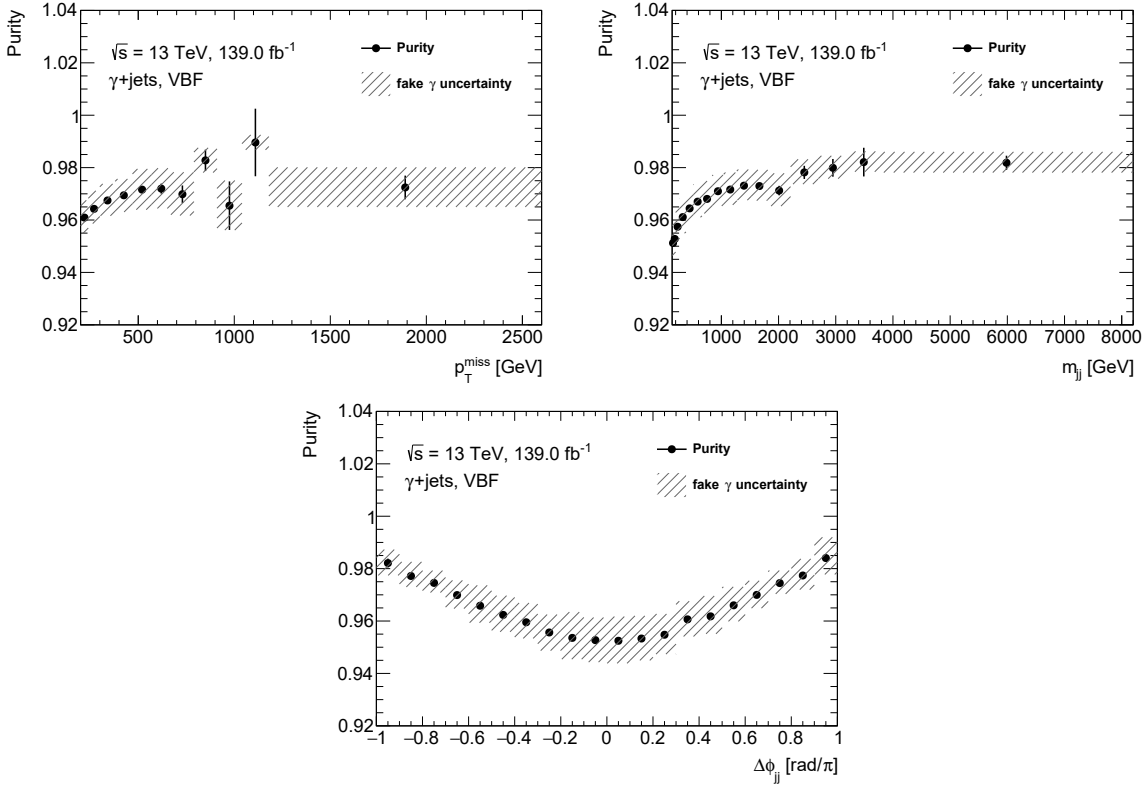 Purity
1.04
1.02
1
0.98
0.96
0.94
0.92
√s = 13 TeV, 139.0 fb⁻¹
γ+jets, VBF
Purity
fake γ uncertainty
500 1000 1500 2000 2500
p_T^miss [GeV]
Purity
1.04
1.02
1
0.98
0.96
0.94
0.92
√s = 13 TeV, 139.0 fb⁻¹
γ+jets, VBF
Purity
fake γ uncertainty
1000 2000 3000 4000 5000 6000 7000 8000
m_jj [GeV]
Purity
1.04
1.02
1
0.98
0.96
0.94
0.92
√s = 13 TeV, 139.0 fb⁻¹
γ+jets, VBF
Purity
fake γ uncertainty
−1 −0.8 −0.6 −0.4 −0.2 0 0.2 0.4 0.6 0.8 1
Δϕ_jj [rad/π]